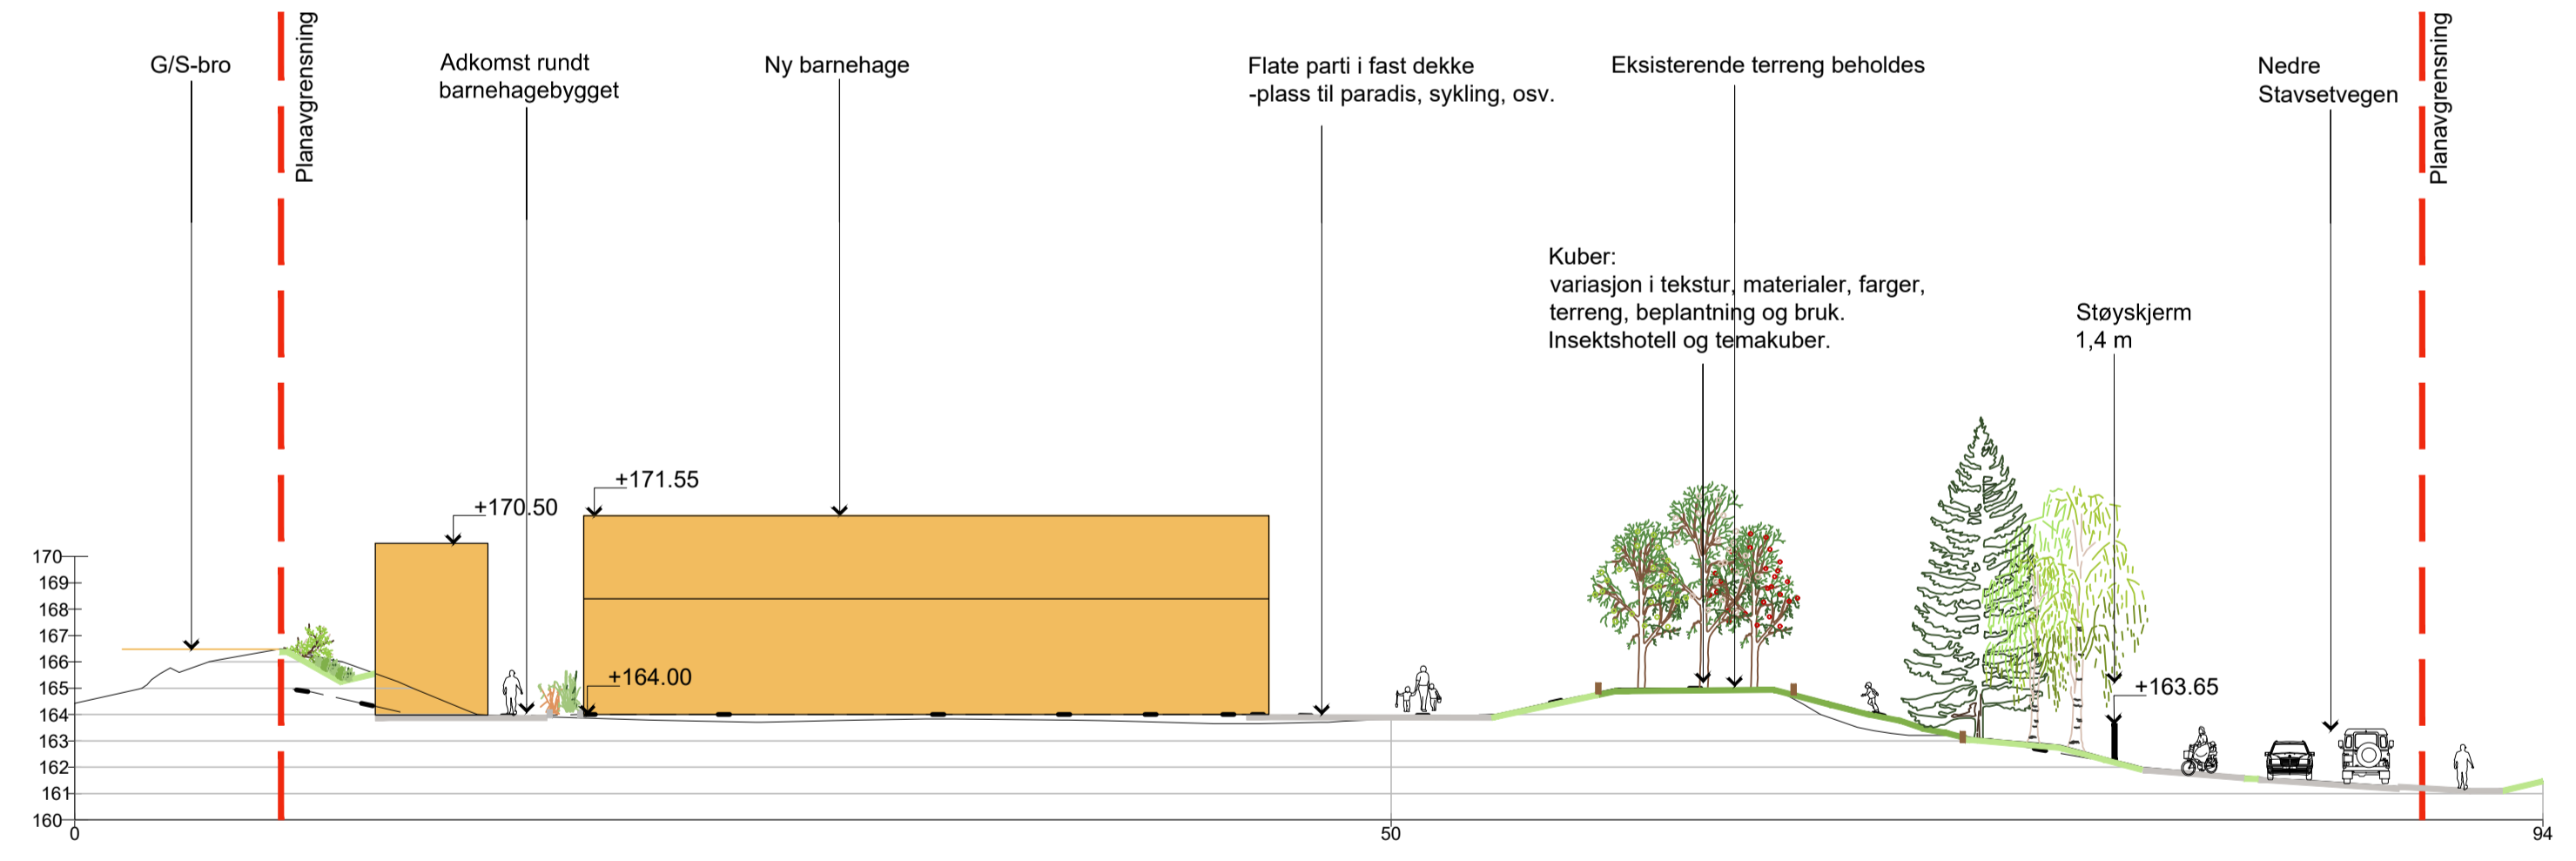 Planavgrensning
G/S-bro
Adkomst rundt
barnehagebygget
Ny barnehage
Flate parti i fast dekke
-plass til paradis, sykling, osv.
Eksisterende terreng beholdes
Nedre
Stavsetvegen
Planavgrensning
Kuber:
variasjon i tekstur, materialer, farger,
terreng, beplantning og bruk.
Insektshotell og temakuber.
Støyskjerm
1,4 m
+171.55
+170.50
+164.00
+163.65
170
169
168
167
166
165
164
163
162
161
160
0
50
94